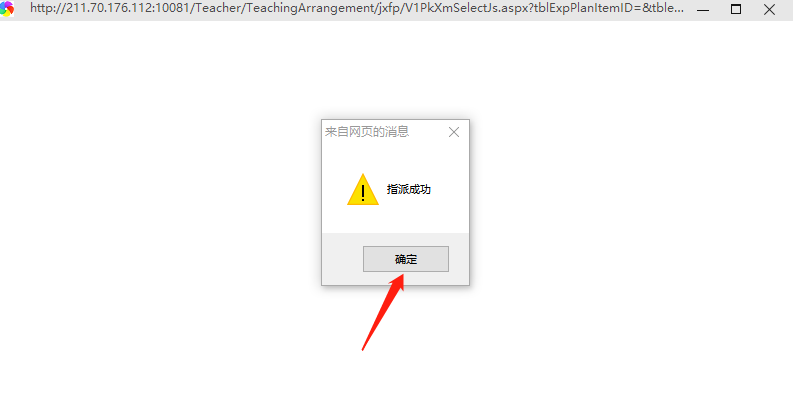 http://211.70.176.112:10081/Teacher/TeachingArrangement/jxfp/V1PkXmSelectJs.aspx?tblExpPlanItemID=&tble...
来自网页的消息
指派成功
确定